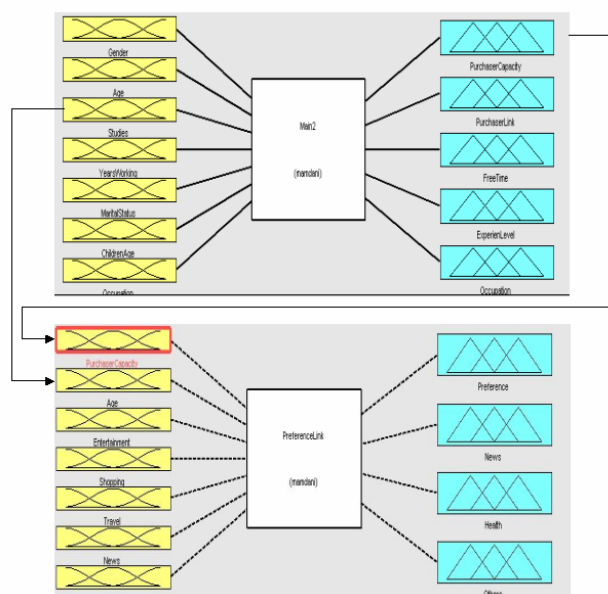 Gender
Age
Studies
YearsWorking
MaritalStatus
ChildrenAge
Occupation
Main2
(mamdani)
PurchaserCapacity
PurchaserLink
FreeTime
ExperienLevel
Occupation
PurchaserCapacity
Age
Entertainment
Shopping
Travel
News
PreferenceLink
(mamdani)
Preference
News
Health
Others